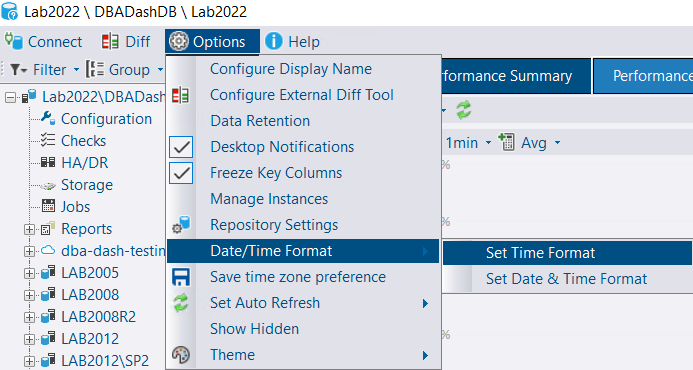 Lab2022 \ DBADashDB \ Lab2022
Connect Diff Options Help
Filter Group
Performance Summary Performance
1min Avg
Lab2022\DBADash
Configuration
Checks
HA/DR
Storage
Jobs
Reports
dba-dash-testin
LAB2005
LAB2008
LAB2008R2
LAB2012
LAB2012\SP2
Configure Display Name
Configure External Diff Tool
Data Retention
Desktop Notifications
Freeze Key Columns
Manage Instances
Repository Settings
Date/Time Format
Save time zone preference
Set Auto Refresh
Show Hidden
Theme
Set Time Format
Set Date & Time Format
%
%
%